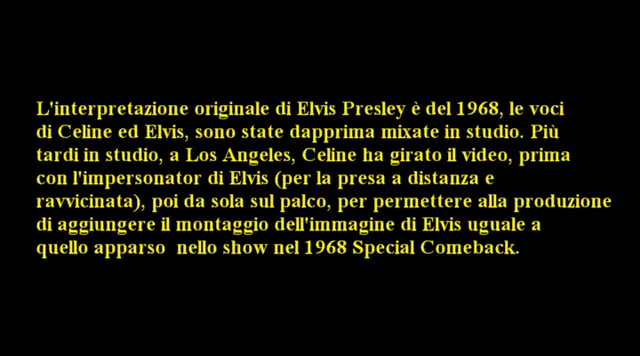 L'interpretazione originale di Elvis Presley è del 1968, le voci
di Celine ed Elvis, sono state dapprima mixate in studio. Più
tardi in studio, a Los Angeles, Celine ha girato il video, prima
con l'impersonator di Elvis (per la presa a distanza e
ravvicinata), poi da sola sul palco, per permettere alla produzione
di aggiungere il montaggio dell'immagine di Elvis uguale a
quello apparso  nello show nel 1968 Special Comeback.